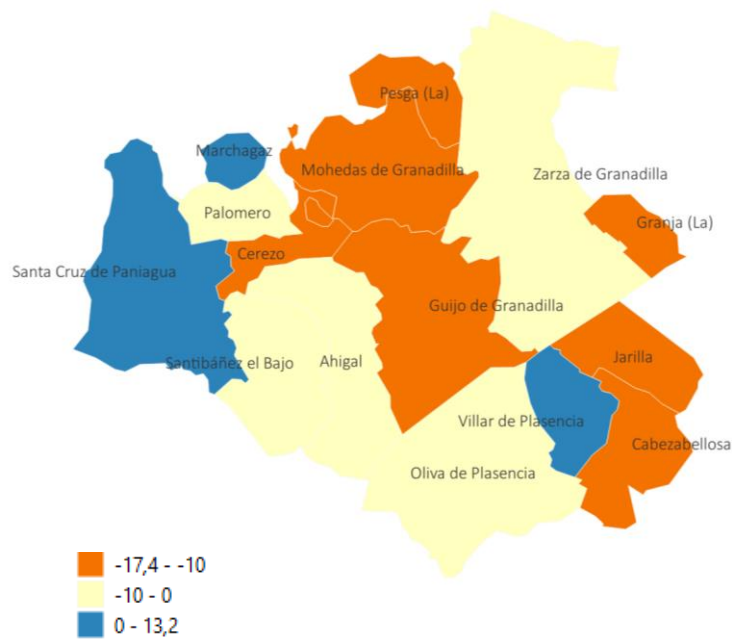 Pesga (La)
Marchagaz
Mohedas de Granadilla
Zarza de Granadilla
Palomero
Granja (La)
Cerezo
Santa Cruz de Paniagua
Guijo de Granadilla
Jarilla
Ahigal
Santibáñez el Bajo
Villar de Plasencia
Cabezabellosa
Oliva de Plasencia
-17,4 - -10
-10 - 0
0 - 13,2